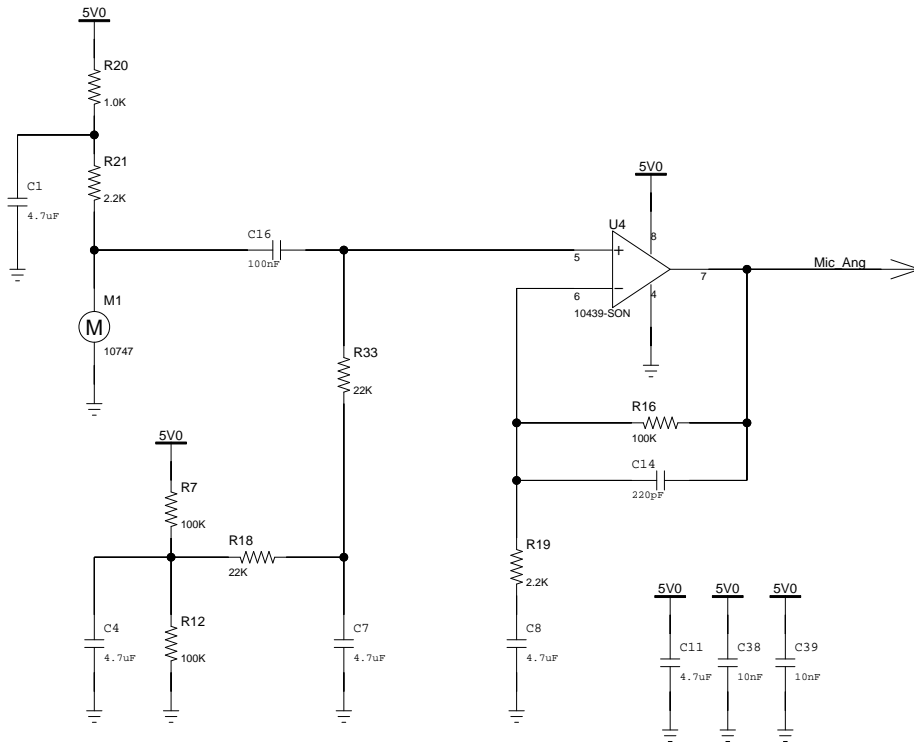 5V0
R20
1.0K
R21
2.2K
C1
4.7uF
C16
100nF
M1
M
10747
R33
22K
5V0
R7
100K
R18
22K
C4
4.7uF
R12
100K
C7
4.7uF
5V0
U4
8
5
+
6
−
7
4
10439-SON
Mic_Ang
R16
100K
C14
220pF
R19
2.2K
C8
4.7uF
5V0
5V0
5V0
C11
4.7uF
C38
10nF
C39
10nF